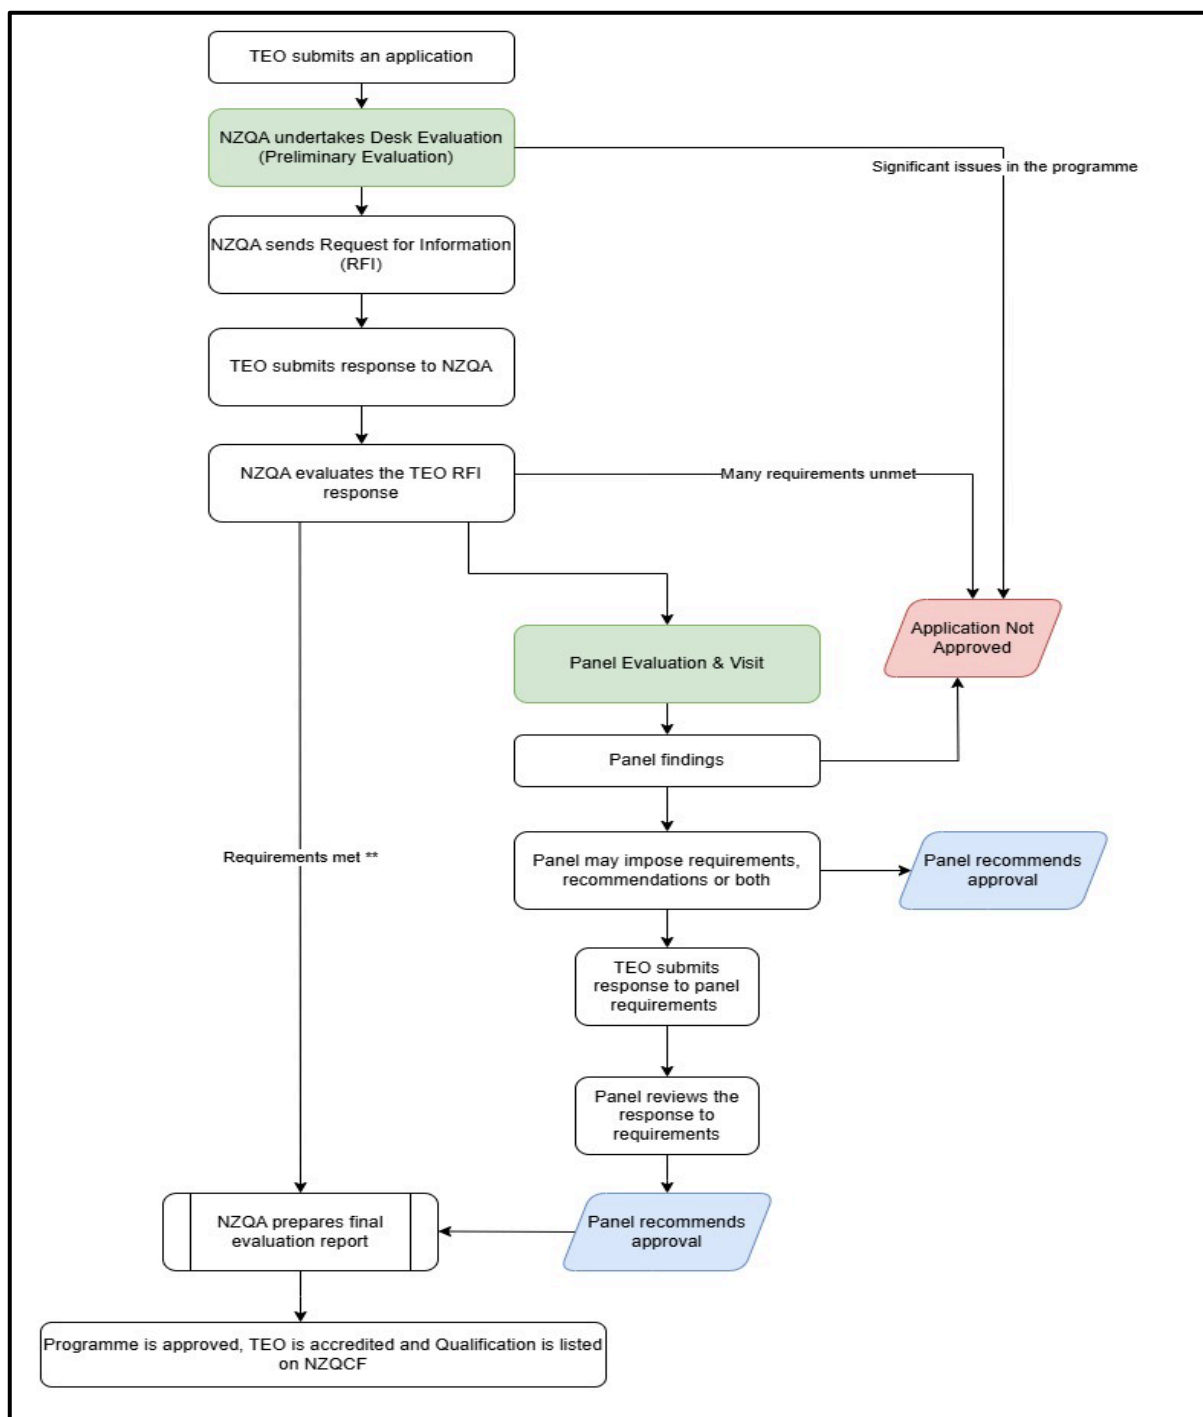 TEO submits an application
NZQA undertakes Desk Evaluation
(Preliminary Evaluation)
Significant issues in the programme
NZQA sends Request for Information
(RFI)
TEO submits response to NZQA
NZQA evaluates the TEO RFI
response
Many requirements unmet
Application Not
Approved
Panel Evaluation & Visit
Panel findings
Requirements met **
Panel may impose requirements,
recommendations or both
Panel recommends
approval
TEO submits
response to panel
requirements
Panel reviews the
response to
requirements
NZQA prepares final
evaluation report
Panel recommends
approval
Programme is approved, TEO is accredited and Qualification is listed
on NZQCF